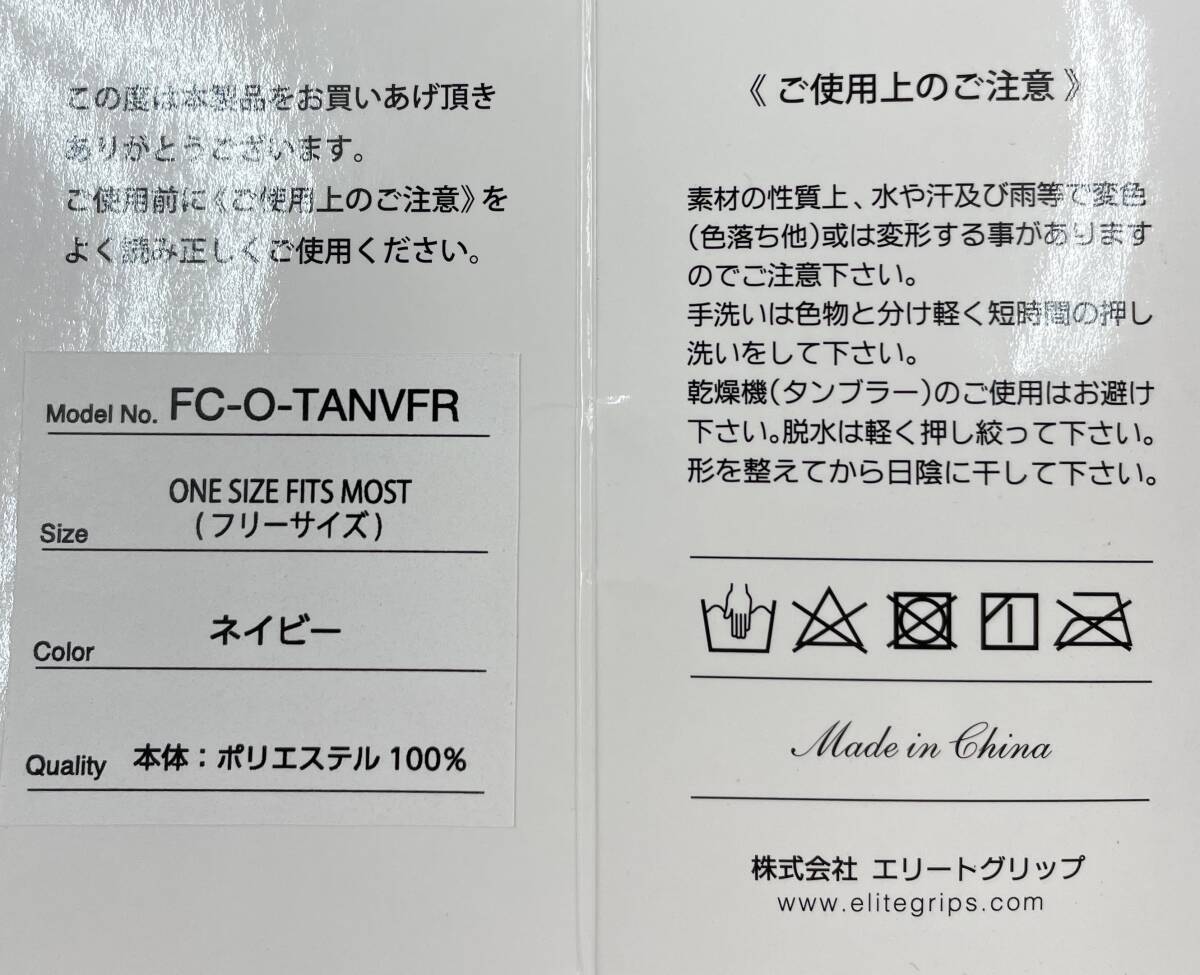 この度は本製品をお買いあげ頂き
ありがとうございます。
ご使用前に《ご使用上のご注意》を
よく読み正しくご使用ください。
Model No. FC-O-TANVFR
ONE SIZE FITS MOST
Size (フリーサイズ)
Color ネイビー
Quality 本体：ポリエステル 100%
《 ご使用上のご注意 》
素材の性質上、水や汗及び雨等で変色
(色落ち他)或は変形する事があります
のでご注意下さい。
手洗いは色物と分け軽く短時間の押し
洗いをして下さい。
乾燥機(タンブラー)のご使用はお避け
下さい。脱水は軽く押し絞って下さい。
形を整えてから日陰に干して下さい。
Made in China
株式会社 エリートグリップ
www.elitegrips.com